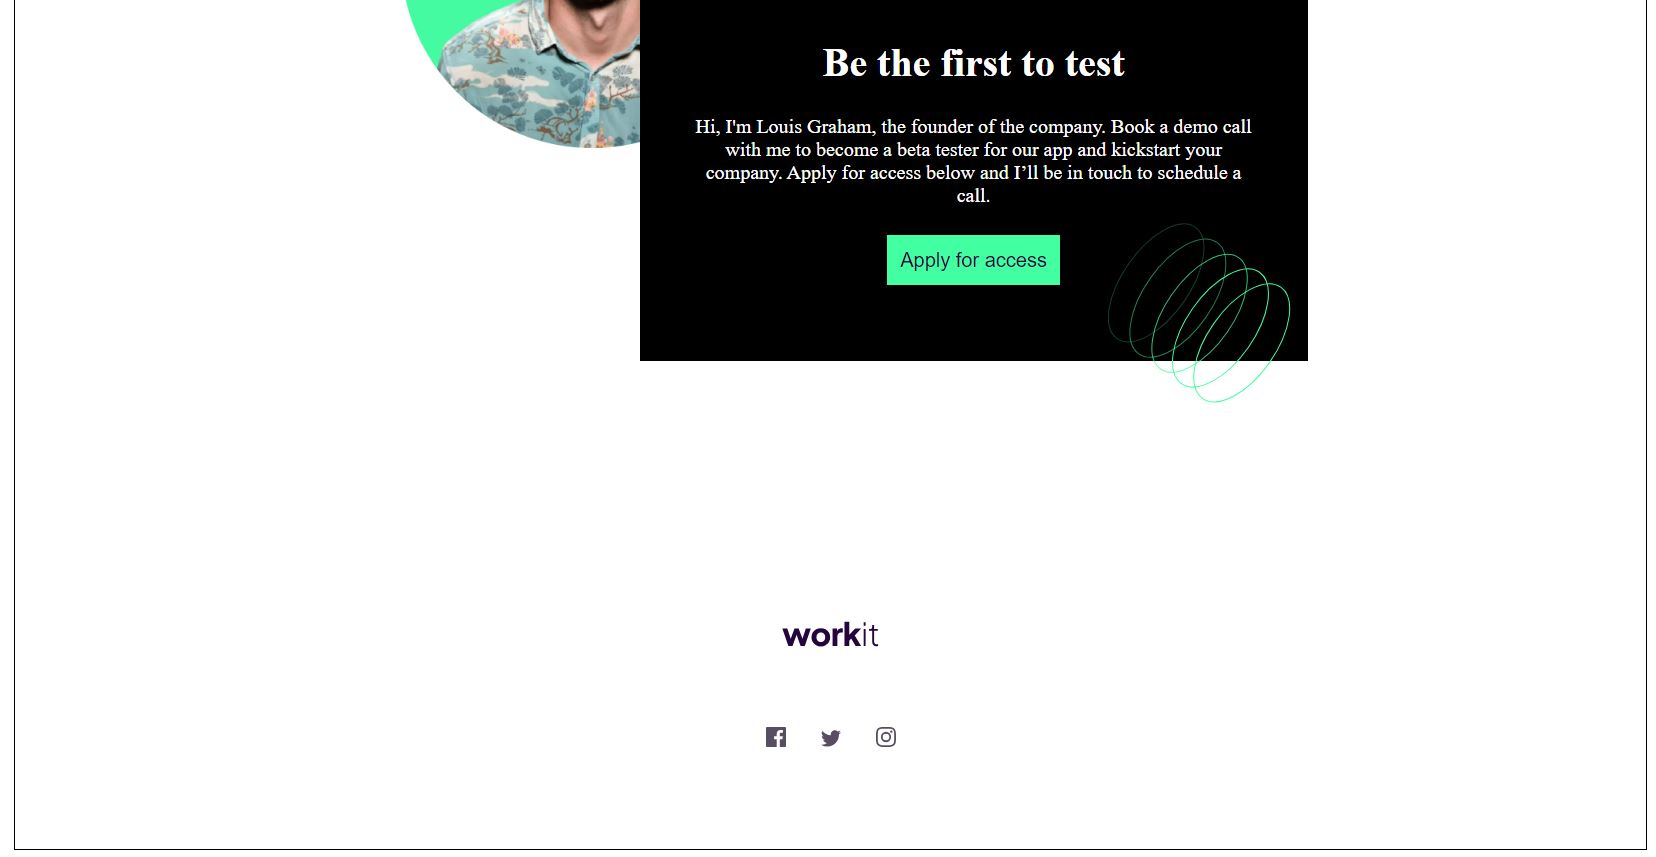 Be the first to test
Hi, I'm Louis Graham, the founder of the company. Book a demo call
with me to become a beta tester for our app and kickstart your
company. Apply for access below and I’ll be in touch to schedule a
call.
Apply for access
workit